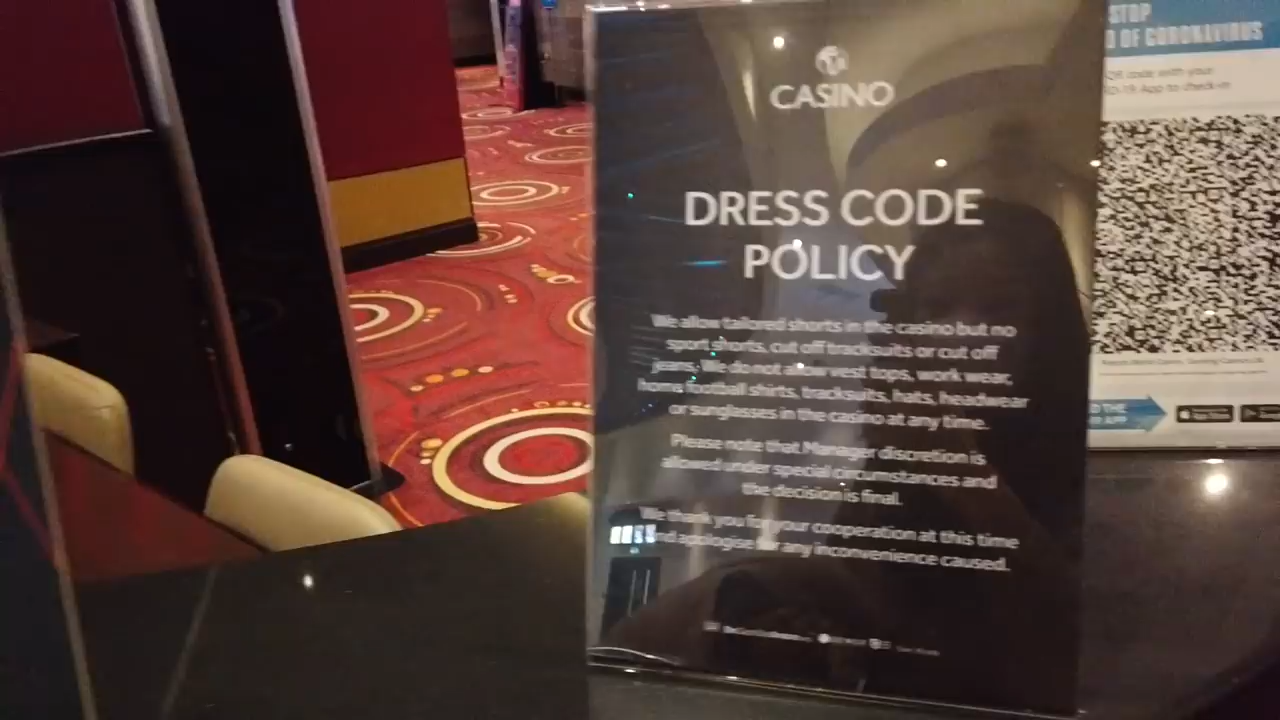 CASINO
DRESS CODE
POLICY
We allow tailored shorts in the casino but no
sport shorts, cut off tracksuits or cut off
jeans. We do not allow vest tops, work wear,
home football shirts, tracksuits, hats, headwear
or sunglasses in the casino at any time.
Please note that Manager discretion is
allowed under special circumstances and
the decision is final.
We thank you for your cooperation at this time
and apologise for any inconvenience caused.
STOP
OF CORONAVIRUS
QR code with your
App to check-in
THE
APP